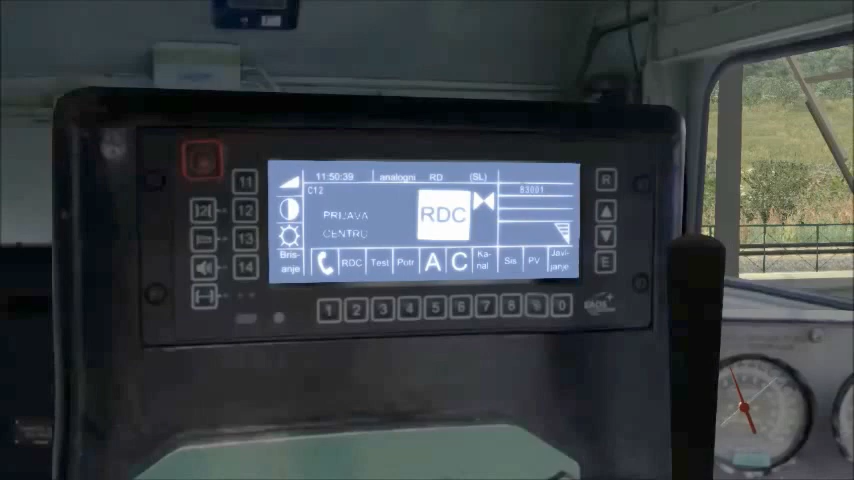 11:50:39 analogni RD (SL)
C12 83001
PRIJAVA
CENTRU
RDC
Bris-
anje
RDC Test Potr A C Ka-
nal Sis PV Javl-
janje
11
12
13
14
R
E
1 2 3 4 5 6 7 8 9 0